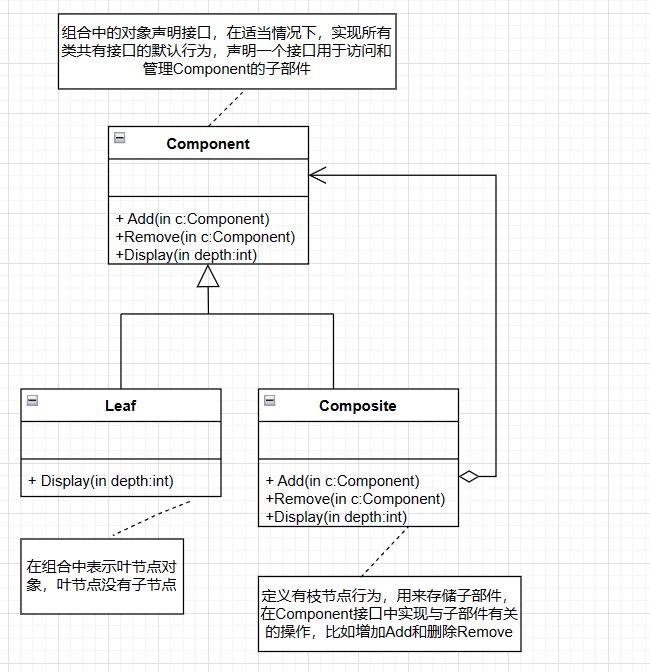 组合中的对象声明接口，在适当情况下，实现所有
类共有接口的默认行为，声明一个接口用于访问和
管理Component的子部件
Component
+ Add(in c:Component)
+Remove(in c:Component)
+Display(in depth:int)
Leaf
+ Display(in depth:int)
Composite
+ Add(in c:Component)
+Remove(in c:Component)
+Display(in depth:int)
在组合中表示叶节点对
象，叶节点没有子节点
定义有枝节点行为，用来存储子部件，
在Component接口中实现与子部件有关
的操作，比如增加Add和删除Remove